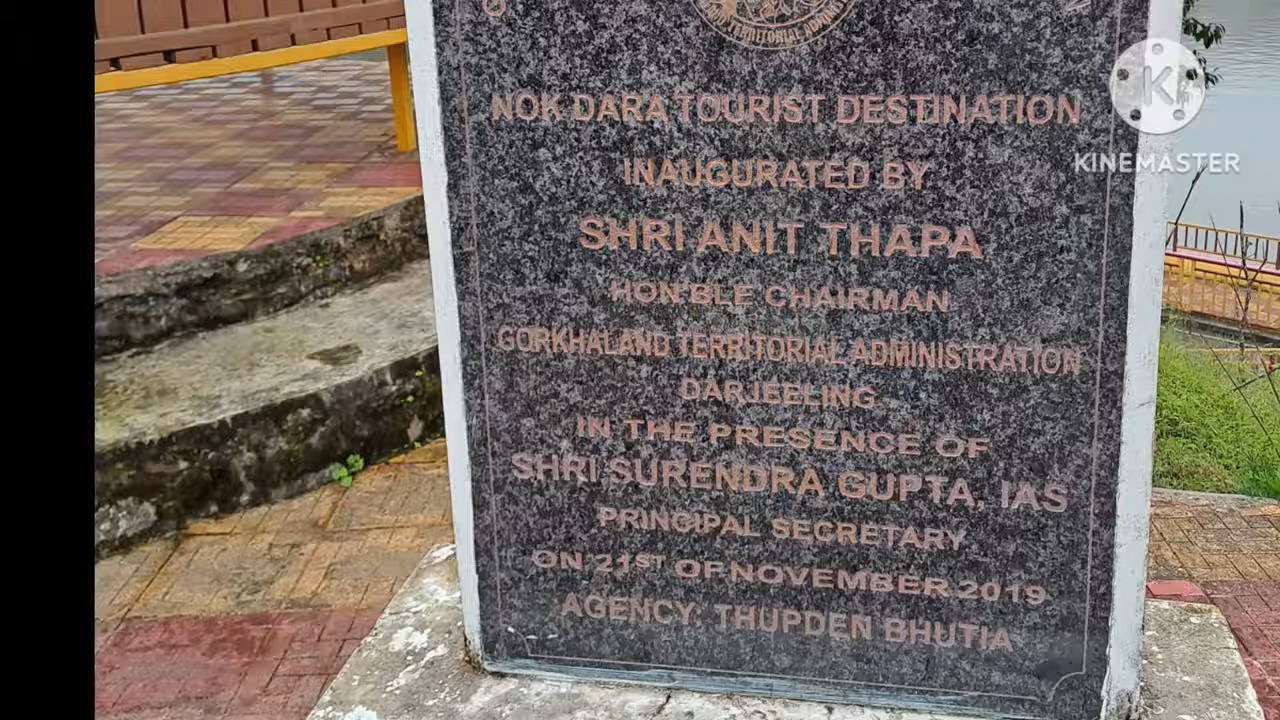 TERRITORIAL
NOK DARA TOURIST DESTINATION
INAUGURATED BY
SHRI ANIT THAPA
HON'BLE CHAIRMAN
GORKHALAND TERRITORIAL ADMINISTRATION
DARJEELING
IN THE PRESENCE OF
SHRI SURENDRA GUPTA, IAS
PRINCIPAL SECRETARY
ON 21ST OF NOVEMBER 2019
AGENCY: THUPDEN BHUTIA
K
KINEMASTER